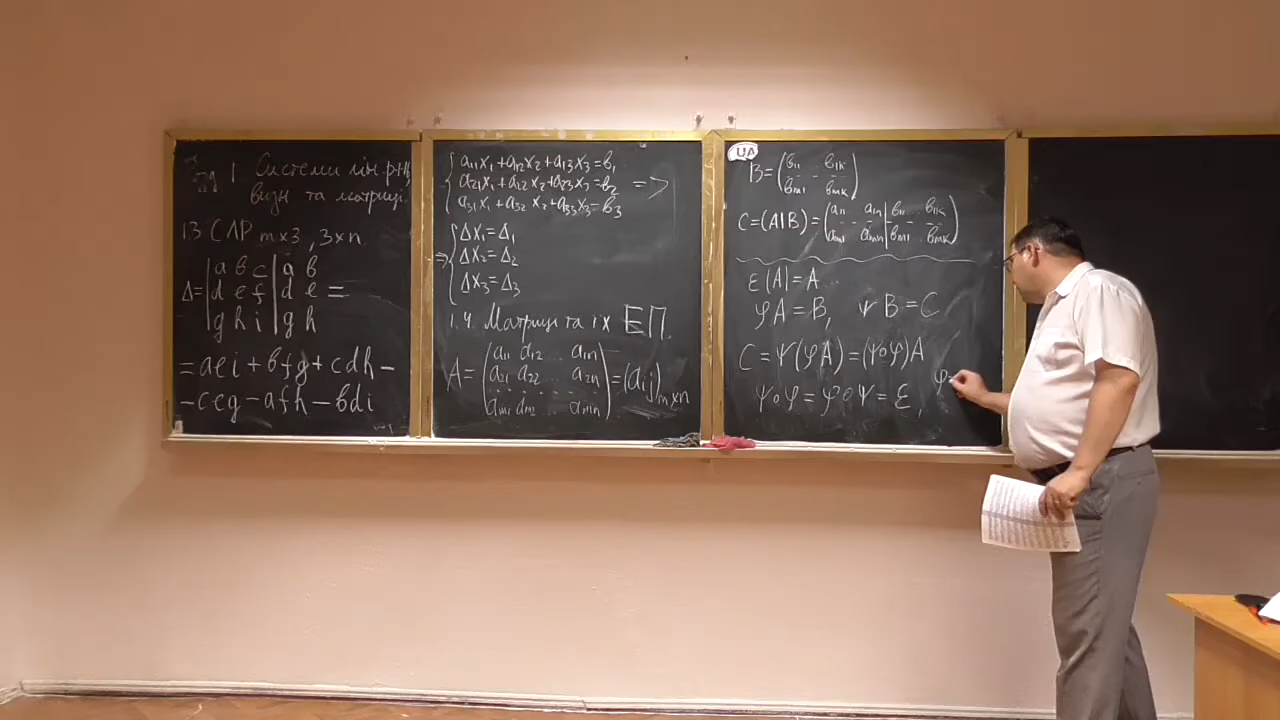 1 Системи лін. р-нь,
визн та матриці.
1.3 СЛР m×3, 3×n.
Δ = | a b c | a b
| d e f | d e =
| g h i | g h
= aei + bfg + cdh −
− ceg − afh − bdi
{ a₁₁x₁ + a₁₂x₂ + a₁₃x₃ = b₁
a₂₁x₁ + a₂₂x₂ + a₂₃x₃ = b₂ =>
a₃₁x₁ + a₃₂x₂ + a₃₃x₃ = b₃
{ Δx₁ = Δ₁
=> Δx₂ = Δ₂
Δx₃ = Δ₃
1.4. Матриці та їх ЕП.
( a₁₁ a₁₂ ... a₁ₙ )
A = ( a₂₁ a₂₂ ... a₂ₙ ) = (aᵢⱼ)ₘ×ₙ
( aₘ₁ aₘ₂ ... aₘₙ )
UA
B = ( b₁₁ .. b₁ₖ
bₘ₁ .. bₘₖ )
C = (A|B) = ( a₁₁ .. a₁ₙ | b₁₁ .. b₁ₖ
aₘ₁ .. aₘₙ | bₘ₁ .. bₘₖ )
ε(A) = A
φA = B, ψB = C
C = ψ(φA) = (ψ∘φ)A
ψ∘φ = φ∘ψ = ε, φ=